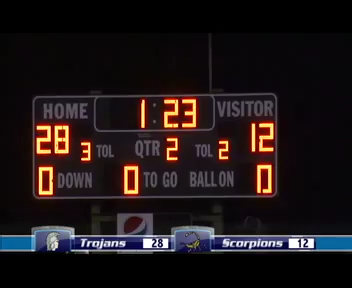 HOME 1:23 VISITOR
28 3 TOL QTR 2 TOL 2 12
0 DOWN 0 TO GO BALL ON 0
Trojans 28 Scorpions 12